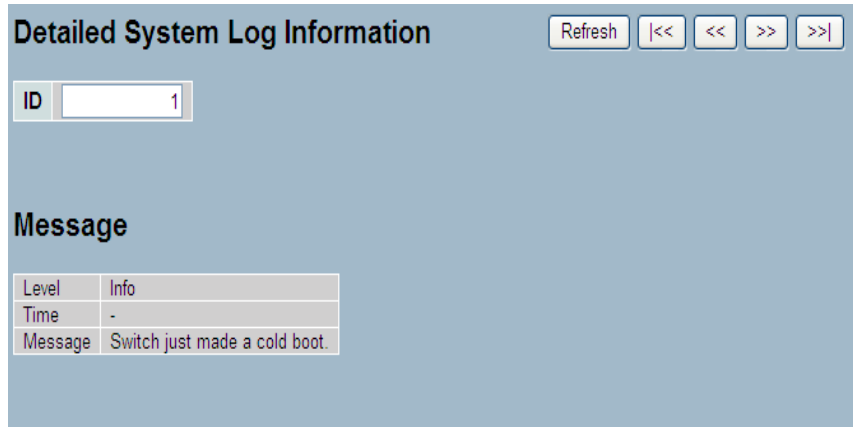 Detailed System Log Information
Refresh |<< << >> >>|
ID 1
Message
Level Info
Time -
Message Switch just made a cold boot.